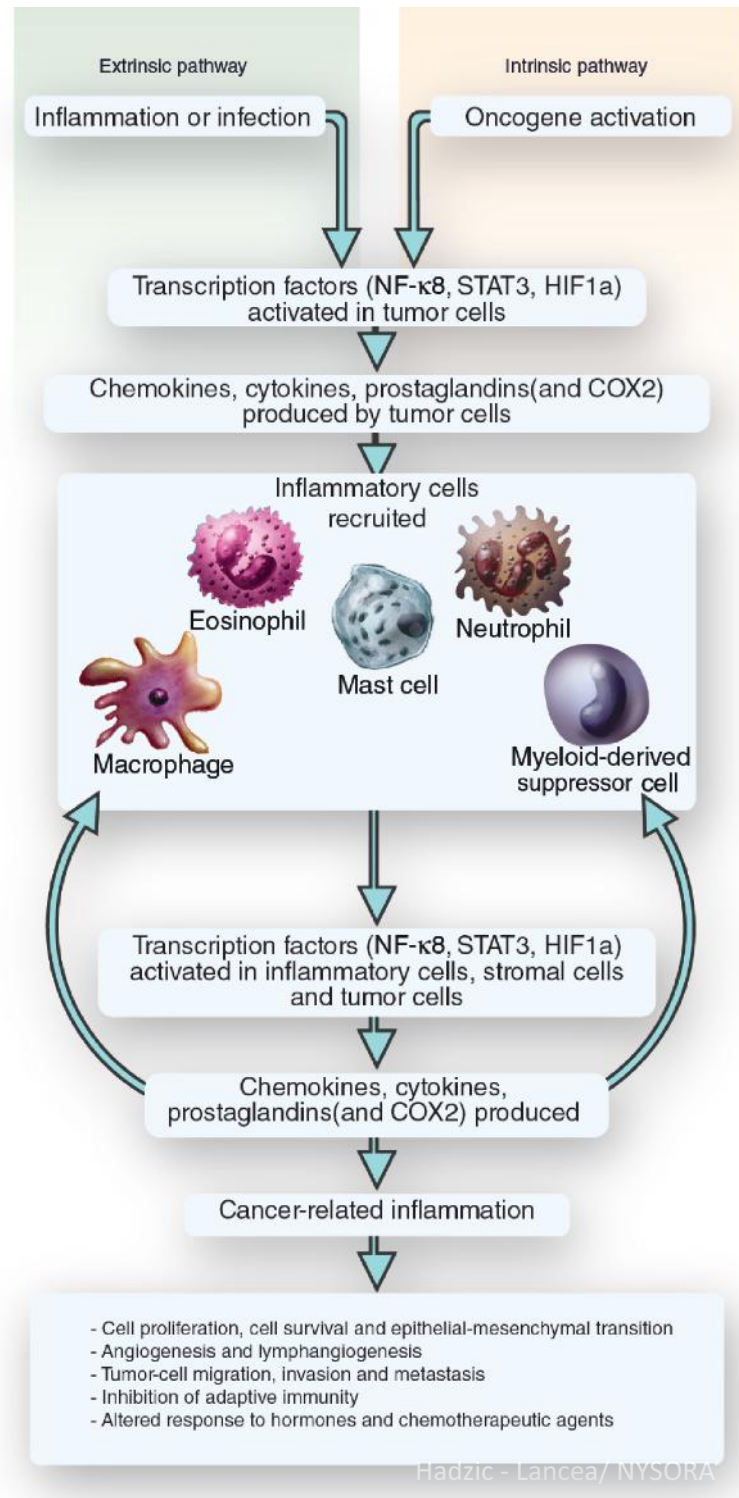 Extrinsic pathway
Intrinsic pathway
Inflammation or infection
Oncogene activation
Transcription factors (NF-κ8, STAT3, HIF1a)
activated in tumor cells
Chemokines, cytokines, prostaglandins(and COX2)
produced by tumor cells
Inflammatory cells
recruited
Eosinophil
Neutrophil
Mast cell
Macrophage
Myeloid-derived
suppressor cell
Transcription factors (NF-κ8, STAT3, HIF1a)
activated in inflammatory cells, stromal cells
and tumor cells
Chemokines, cytokines,
prostaglandins(and COX2) produced
Cancer-related inflammation
- Cell proliferation, cell survival and epithelial-mesenchymal transition
- Angiogenesis and lymphangiogenesis
- Tumor-cell migration, invasion and metastasis
- Inhibition of adaptive immunity
- Altered response to hormones and chemotherapeutic agents
Hadzic - Lancea/ NYSORA